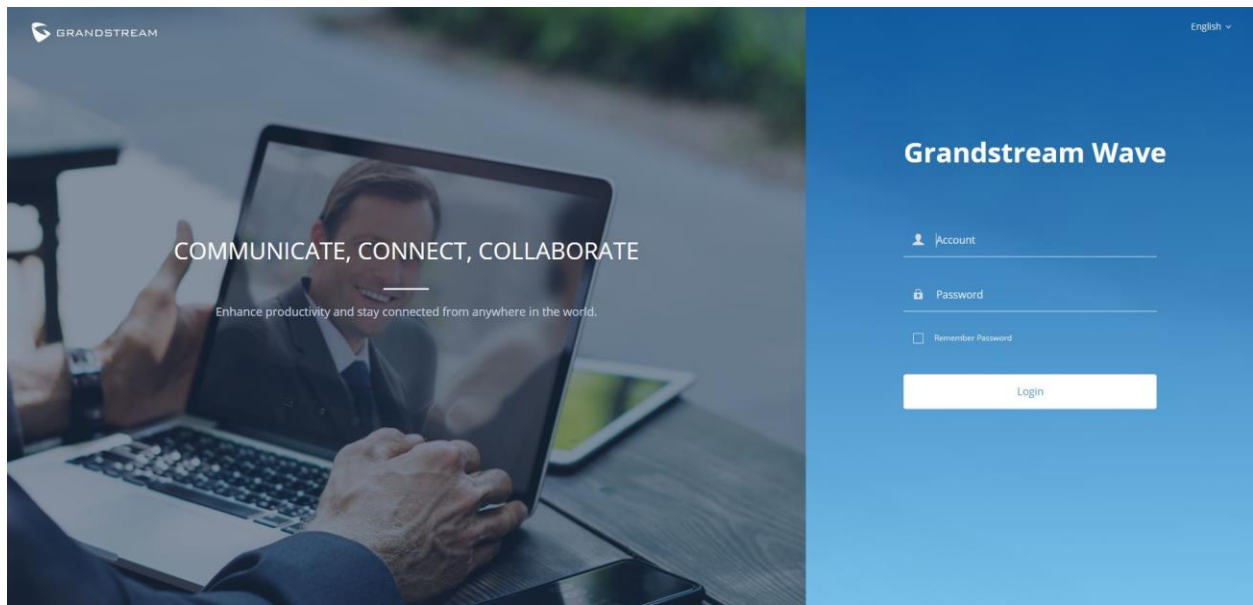 GRANDSTREAM
English
COMMUNICATE, CONNECT, COLLABORATE
Enhance productivity and stay connected from anywhere in the world.
Grandstream Wave
Account
Password
Remember Password
Login